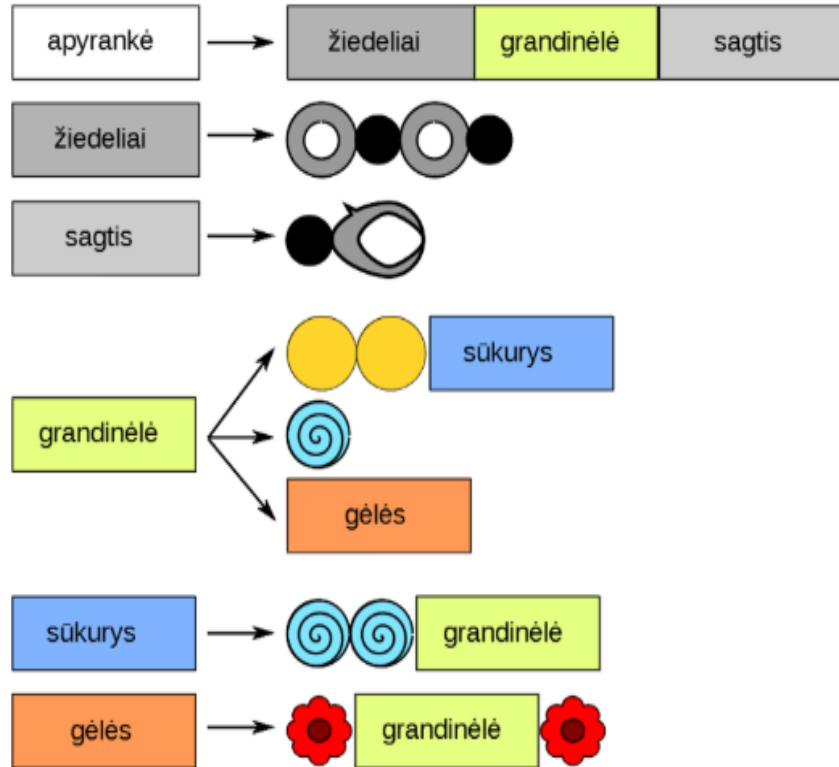 apyrankė žiedeliai grandinėlė sagtis
žiedeliai
sagtis
sūkurys
grandinėlė
gėlės
sūkurys grandinėlė
gėlės grandinėlė